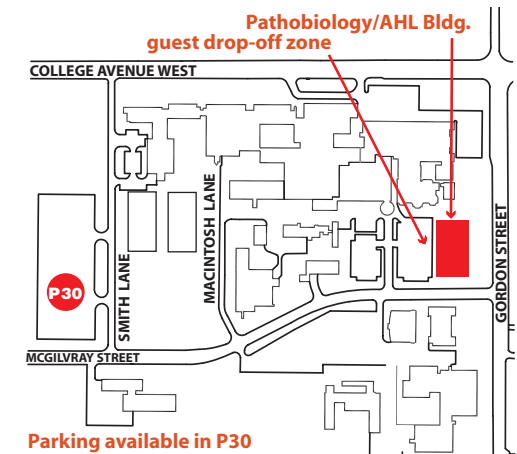 Pathobiology/AHL Bldg.
guest drop-off zone
COLLEGE AVENUE WEST
MACINTOSH LANE
GORDON STREET
SMITH LANE
P30
MCGILVRAY STREET
Parking available in P30